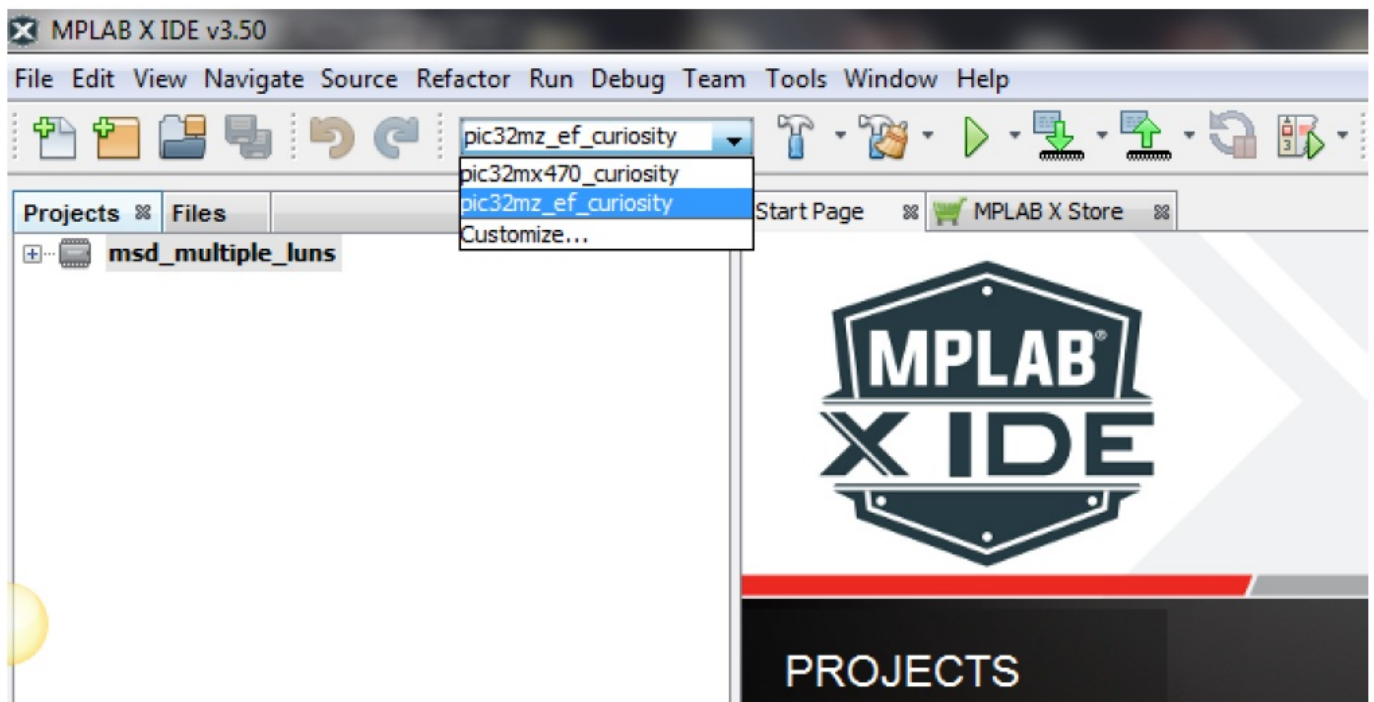 MPLAB X IDE v3.50
File Edit View Navigate Source Refactor Run Debug Team Tools Window Help
pic32mz_ef_curiosity
pic32mx470_curiosity
pic32mz_ef_curiosity
Customize...
Projects Files
Start Page MPLAB X Store
msd_multiple_luns
MPLAB®
X IDE
PROJECTS